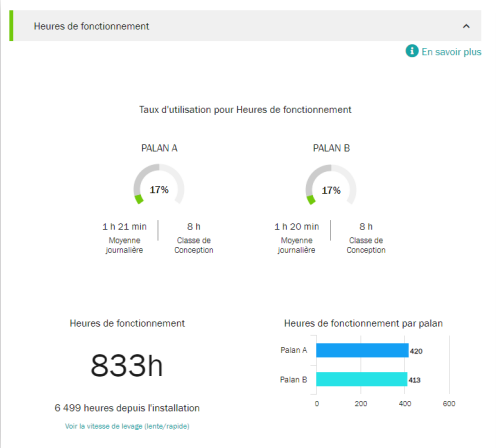 Heures de fonctionnement
En savoir plus
Taux d'utilisation pour Heures de fonctionnement
PALAN A
17%
1 h 21 min
Moyenne
journalière
8 h
Classe de
Conception
PALAN B
17%
1 h 20 min
Moyenne
journalière
8 h
Classe de
Conception
Heures de fonctionnement
833h
6 499 heures depuis l'installation
Voir la vitesse de levage (lente/rapide)
Heures de fonctionnement par palan
Palan A 420
Palan B 413
0 200 400 600